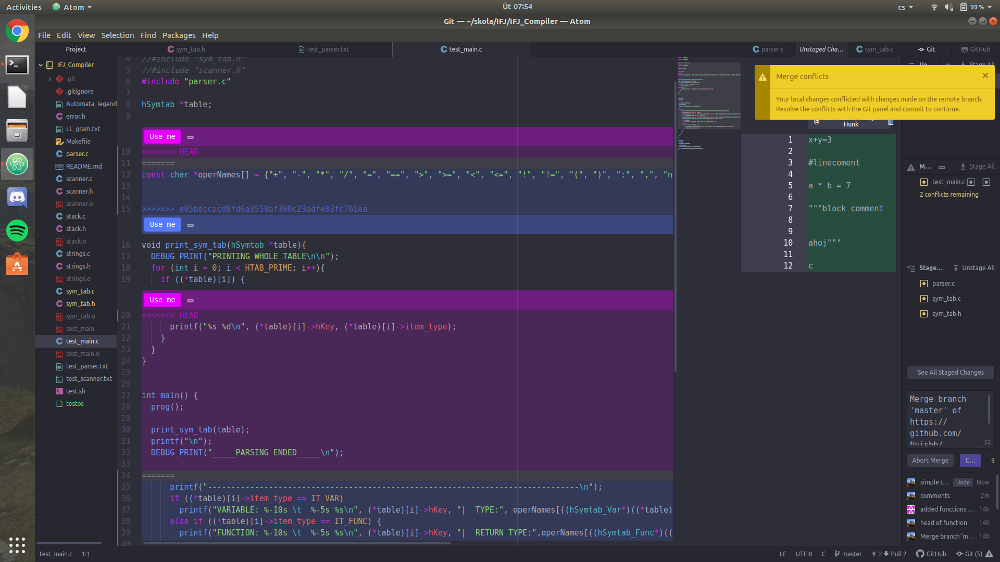 Activities
Atom
Út 07:54
cs
99 %
Git — ~/skola/IFJ/IFJ_Compiler — Atom
File Edit View Selection Find Packages Help
Project
IFJ_Compiler
.git
.gitignore
Automata_legend
error.h
LL_gram.txt
Makefile
parser.c
README.md
scanner.c
scanner.h
scanner.o
stack.c
stack.h
stack.o
strings.c
strings.h
strings.o
sym_tab.c
sym_tab.h
sym_tab.o
test_main
test_main.c
test_main.o
test_parser.txt
test_scanner.txt
test.sh
testos
sym_tab.h
test_parser.txt
test_main.c
4 //#include "sym_tab.h"
5 //#include "scanner.h"
6 #include "parser.c"
7
8 hSymtab *table;
9
Use me
10 <<<<<<< HEAD
11 =======
12 const char *operNames[] = {"+", "-", "*", "/", "=", "==", ">", ">=", "<", "<=", "!", "!=", "(", ")", ":", ",", "n
13
14
15 >>>>>>> e95bdccacd8fd6a3559af390c23adfe03fc761ea
Use me
16 void print_sym_tab(hSymtab *table){
17 DEBUG_PRINT("PRINTING WHOLE TABLE\n\n");
18 for (int i = 0; i < HTAB_PRIME; i++){
19 if ((*table)[i]) {
Use me
20 <<<<<<< HEAD
21 printf("%s %d\n", (*table)[i]->hKey, (*table)[i]->item_type);
22 }
23 }
24 }
25
26
27 int main() {
28 prog();
29
30 print_sym_tab(table);
31 printf("\n");
32 DEBUG_PRINT("_____PARSING ENDED_____\n");
33
34 =======
35 printf("-------------------------------------------------------------------------------\n");
36 if ((*table)[i]->item_type == IT_VAR)
37 printf("VARIABLE: %-10s \t %-5s %s\n", (*table)[i]->hKey, "| TYPE:", operNames[((hSymtab_Var*)((*table)
38 else if ((*table)[i]->item_type == IT_FUNC) {
39 printf("FUNCTION: %-10s \t %-5s %s\n", (*table)[i]->hKey, "| RETURN TYPE:",operNames[((hSymtab_Func*)((
40
parser.c
Unstaged Cha...
sym_tab.c
Git
GitHub
Un
Stage All
Merge conflicts
Your local changes conflicted with changes made on the remote branch.
Resolve the conflicts with the Git panel and commit to continue.
Hunk
1 x+y=3
2
3 #linecoment
4
5 a * b = 7
6
7 """block comment
8
9
10 ahoj"""
11
12 c
M...
Stage All
test_main.c
2 conflicts remaining
Stage...
Unstage All
parser.c
sym_tab.c
sym_tab.h
See All Staged Changes
Merge branch
'master' of
https://
github.com/
Abort Merge
C...
9
simple t... Undo Now
comments 2m
added functions ... 14h
head of function 14h
Merge branch 'm... 14h
test_main.c 1:1
LF UTF-8 C master 2 Pull 2 GitHub Git (5)